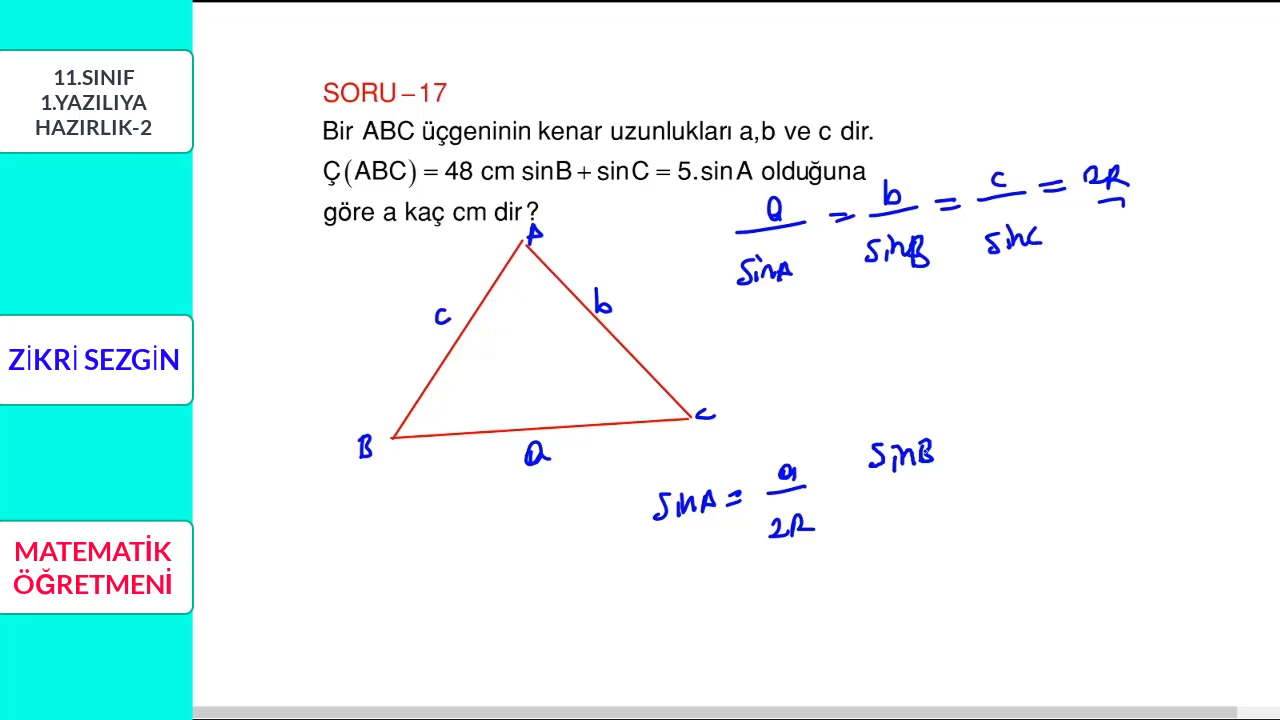 11.SINIF
1.YAZILIYA
HAZIRLIK-2
ZİKRİ SEZGİN
MATEMATİK
ÖĞRETMENİ
SORU – 17
Bir ABC üçgeninin kenar uzunlukları a,b ve c dir.
Ç(ABC) = 48 cm sinB + sinC = 5.sinA olduğuna
göre a kaç cm dir?
a/sinA = b/sinB = c/sinC = 2R
A
c
b
B
a
C
sinA = a/2R
sinB